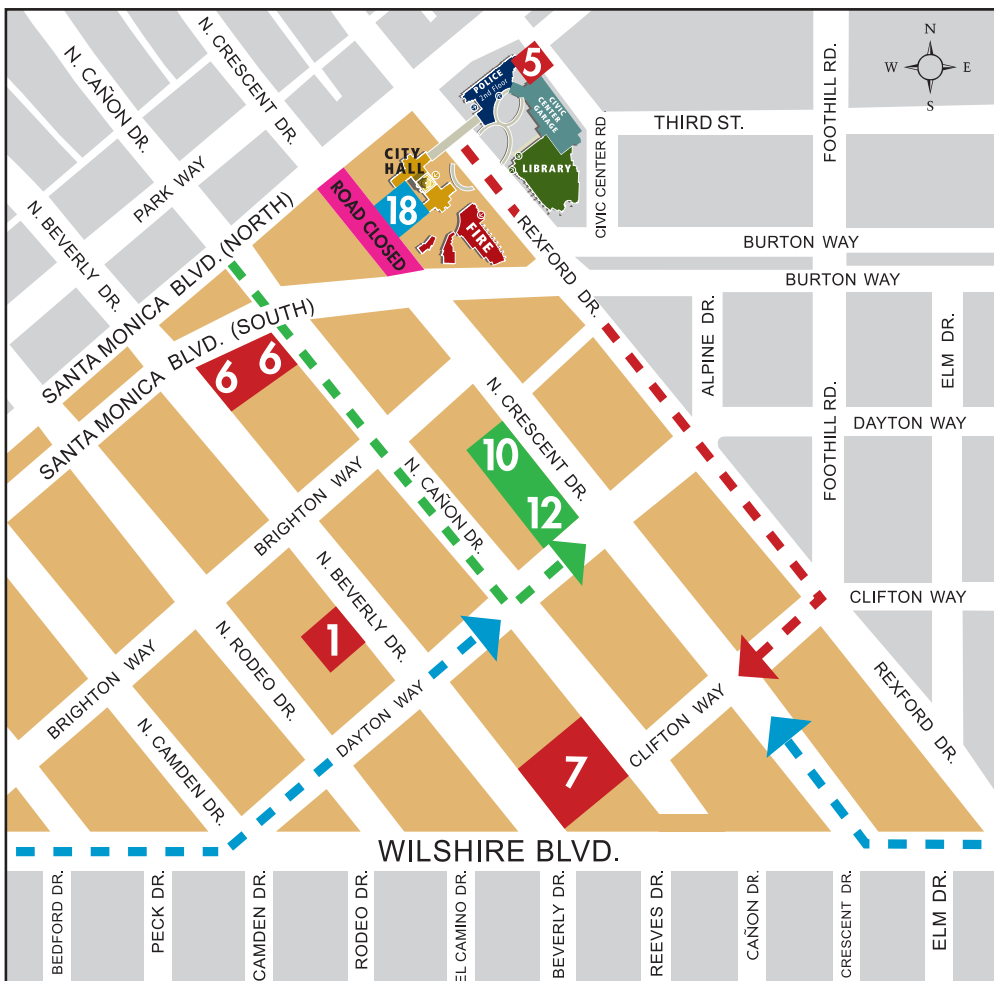 N. CAÑON DR.
N. CRESCENT DR.
PARK WAY
N. BEVERLY DR.
SANTA MONICA BLVD. (NORTH)
SANTA MONICA BLVD. (SOUTH)
POLICE
2nd Floor
5
CIVIC
CENTER
GARAGE
LIBRARY
CITY
HALL
18
ROAD CLOSED
FIRE
CIVIC CENTER RD.
THIRD ST.
FOOTHILL RD.
N
W
E
S
BURTON WAY
BURTON WAY
REXFORD DR.
ALPINE DR.
ELM DR.
FOOTHILL RD.
DAYTON WAY
6
6
N. CRESCENT DR.
10
12
N. CAÑON DR.
BRIGHTON WAY
N. BEVERLY DR.
CLIFTON WAY
1
N. RODEO DR.
BRIGHTON WAY
N. CAMDEN DR.
DAYTON WAY
7
CLIFTON WAY
REXFORD DR.
WILSHIRE BLVD.
BEDFORD DR.
PECK DR.
CAMDEN DR.
RODEO DR.
EL CAMINO DR.
BEVERLY DR.
REEVES DR.
CAÑON DR.
CRESCENT DR.
ELM DR.